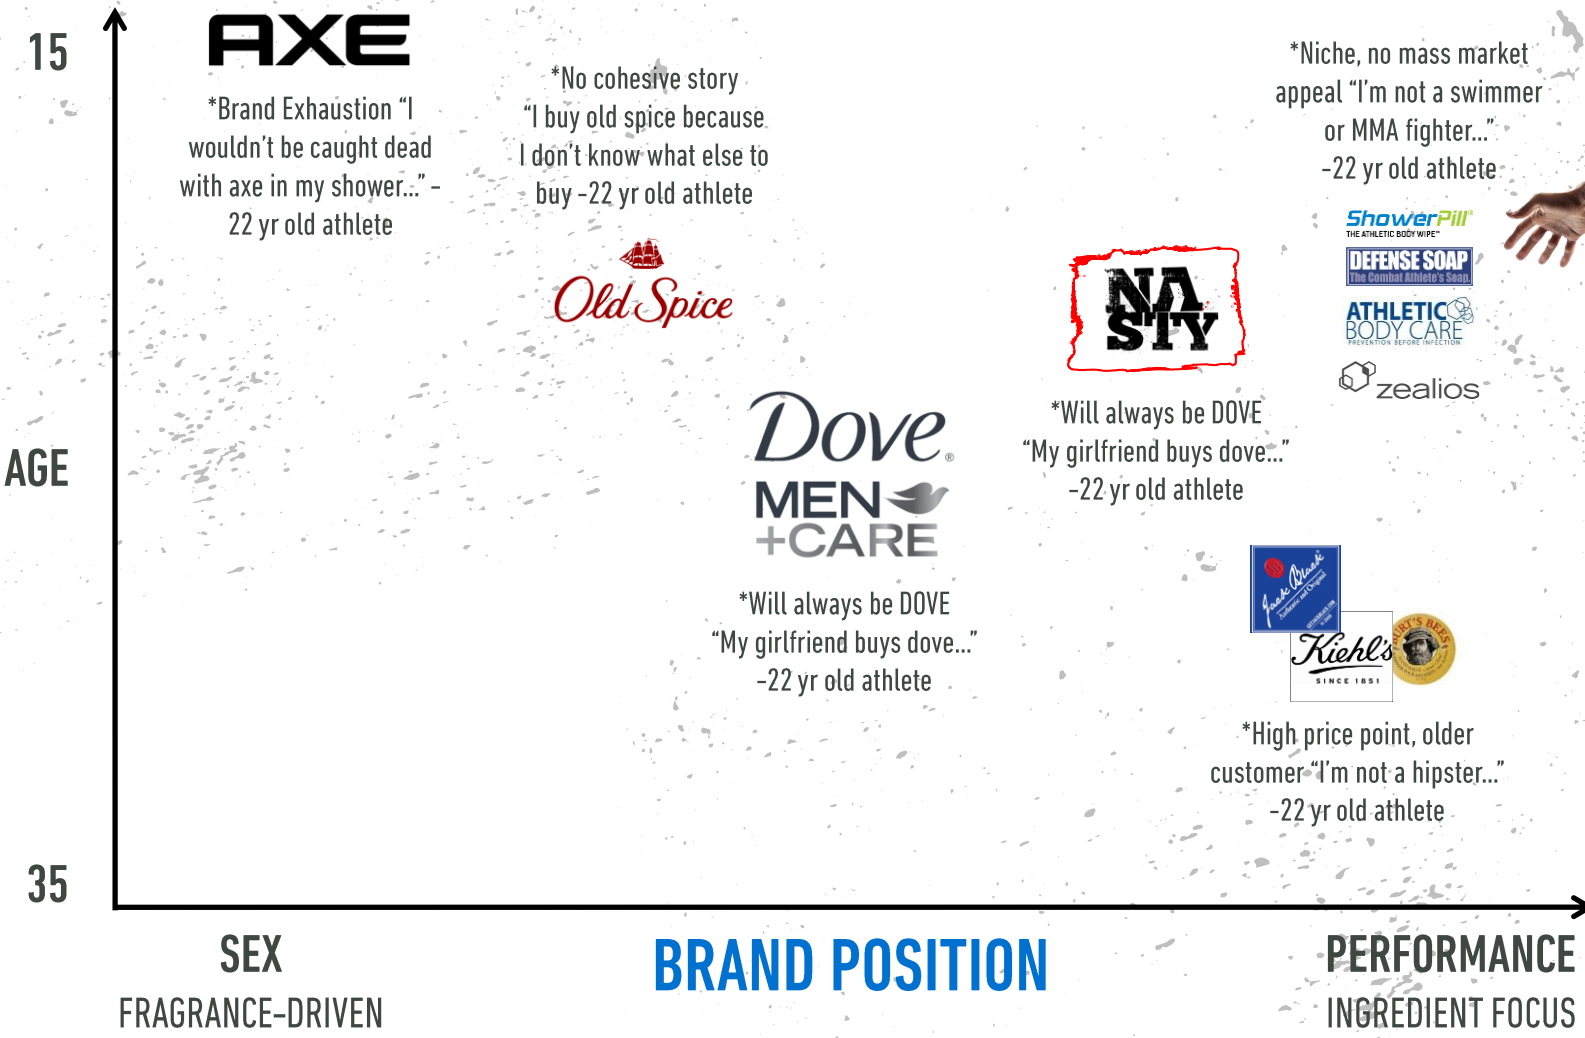 15
AXE
*Brand Exhaustion “I
wouldn’t be caught dead
with axe in my shower...” -
22 yr old athlete
*No cohesive story
“I buy old spice because
I don’t know what else to
buy -22 yr old athlete
Old Spice
*Niche, no mass market
appeal “I’m not a swimmer
or MMA fighter...”
-22 yr old athlete
ShowerPill®
THE ATHLETIC BODY WIPE™
DEFENSE SOAP
The Combat Athlete's Soap.
ATHLETIC
BODY CARE
PREVENTION BEFORE INFECTION
zealios
NA
STY
*Will always be DOVE
“My girlfriend buys dove...”
-22 yr old athlete
AGE
Dove®
MEN
+CARE
*Will always be DOVE
“My girlfriend buys dove...”
-22 yr old athlete
Jack Black®
Authentic and Original
Kiehl's
SINCE 1851
BURT'S BEES
*High price point, older
customer “I’m not a hipster...”
-22 yr old athlete
35
SEX
FRAGRANCE-DRIVEN
BRAND POSITION
PERFORMANCE
INGREDIENT FOCUS